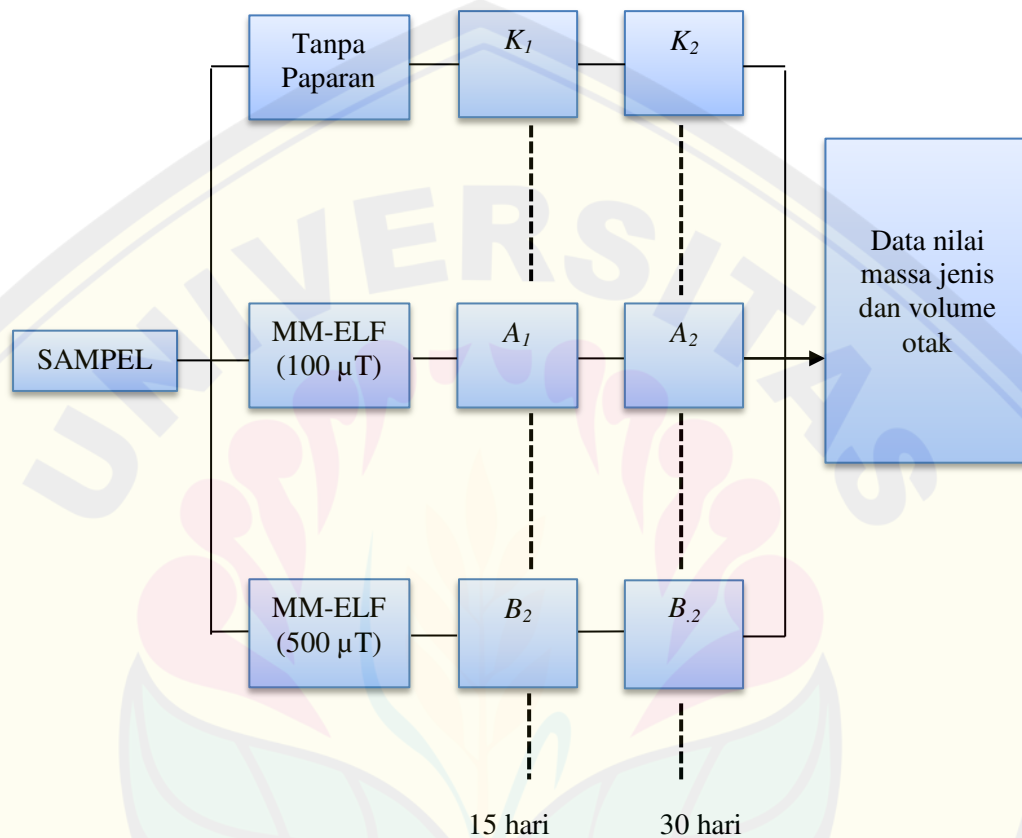 Tanpa
Paparan
K₁
K₂
Data nilai
massa jenis
dan volume
otak
SAMPEL
MM-ELF
(100 µT)
A₁
A₂
MM-ELF
(500 µT)
B₂
B.₂
15 hari
30 hari
UNIVERSITAS